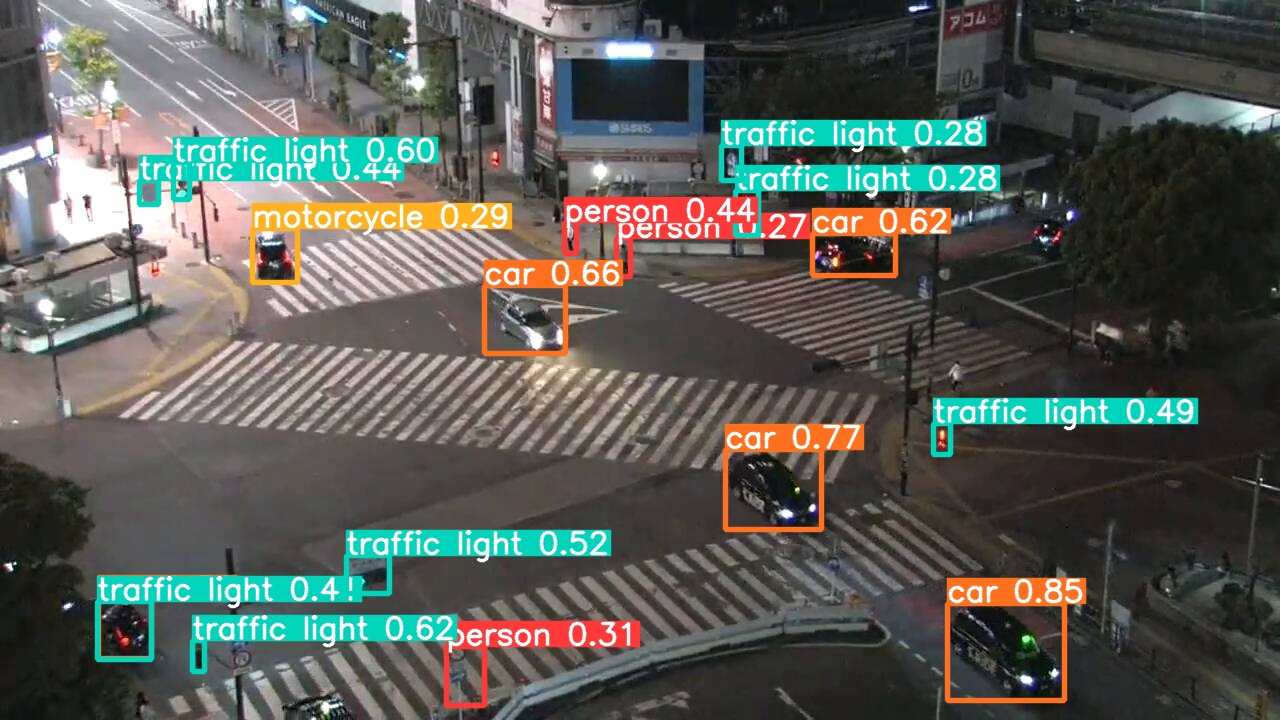 AMERICAN EAGLE
アコム
traffic light 0.28
traffic light 0.60
traffic light 0.44
traffic light 0.28
person 0.44
motorcycle 0.29
car 0.62
person 0.27
car 0.66
traffic light 0.49
car 0.77
traffic light 0.52
traffic light 0.4
car 0.85
traffic light 0.62
person 0.31